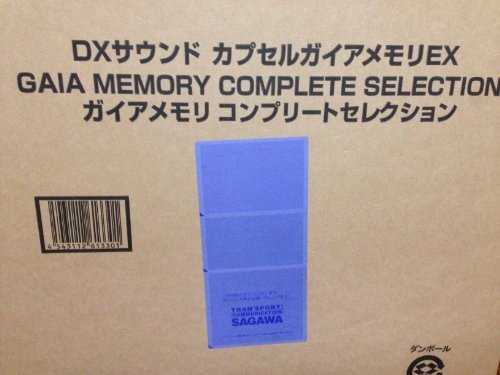 DXサウンド カプセルガイアメモリEX
GAIA MEMORY COMPLETE SELECTION
ガイアメモリ コンプリートセレクション
TRANSPORT
COMMUNICATION
SAGAWA
ダンボール